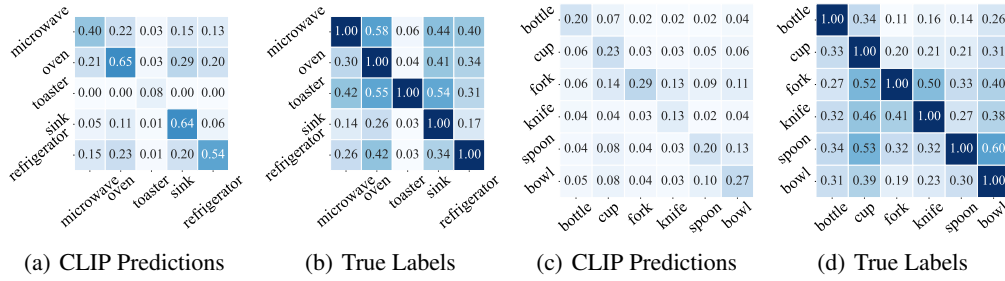 microwave 0.40 0.22 0.03 0.15 0.13
oven 0.21 0.65 0.03 0.29 0.20
toaster 0.00 0.00 0.08 0.00 0.00
sink 0.05 0.11 0.01 0.64 0.06
refrigerator 0.15 0.23 0.01 0.20 0.54
microwave oven toaster sink refrigerator
(a) CLIP Predictions
microwave 1.00 0.58 0.06 0.44 0.40
oven 0.30 1.00 0.04 0.41 0.34
toaster 0.42 0.55 1.00 0.54 0.31
sink 0.14 0.26 0.03 1.00 0.17
refrigerator 0.26 0.42 0.03 0.34 1.00
microwave oven toaster sink refrigerator
(b) True Labels
bottle 0.20 0.07 0.02 0.02 0.02 0.04
cup 0.06 0.23 0.03 0.03 0.05 0.06
fork 0.06 0.14 0.29 0.13 0.09 0.11
knife 0.04 0.04 0.03 0.13 0.02 0.04
spoon 0.04 0.08 0.04 0.04 0.20 0.13
bowl 0.05 0.08 0.04 0.03 0.10 0.27
bottle cup fork knife spoon bowl
(c) CLIP Predictions
bottle 1.00 0.34 0.11 0.16 0.14 0.26
cup 0.33 1.00 0.20 0.21 0.21 0.31
fork 0.27 0.52 1.00 0.50 0.33 0.40
knife 0.32 0.46 0.41 1.00 0.27 0.38
spoon 0.34 0.53 0.32 0.32 1.00 0.60
bowl 0.31 0.39 0.19 0.23 0.30 1.00
bottle cup fork knife spoon bowl
(d) True Labels